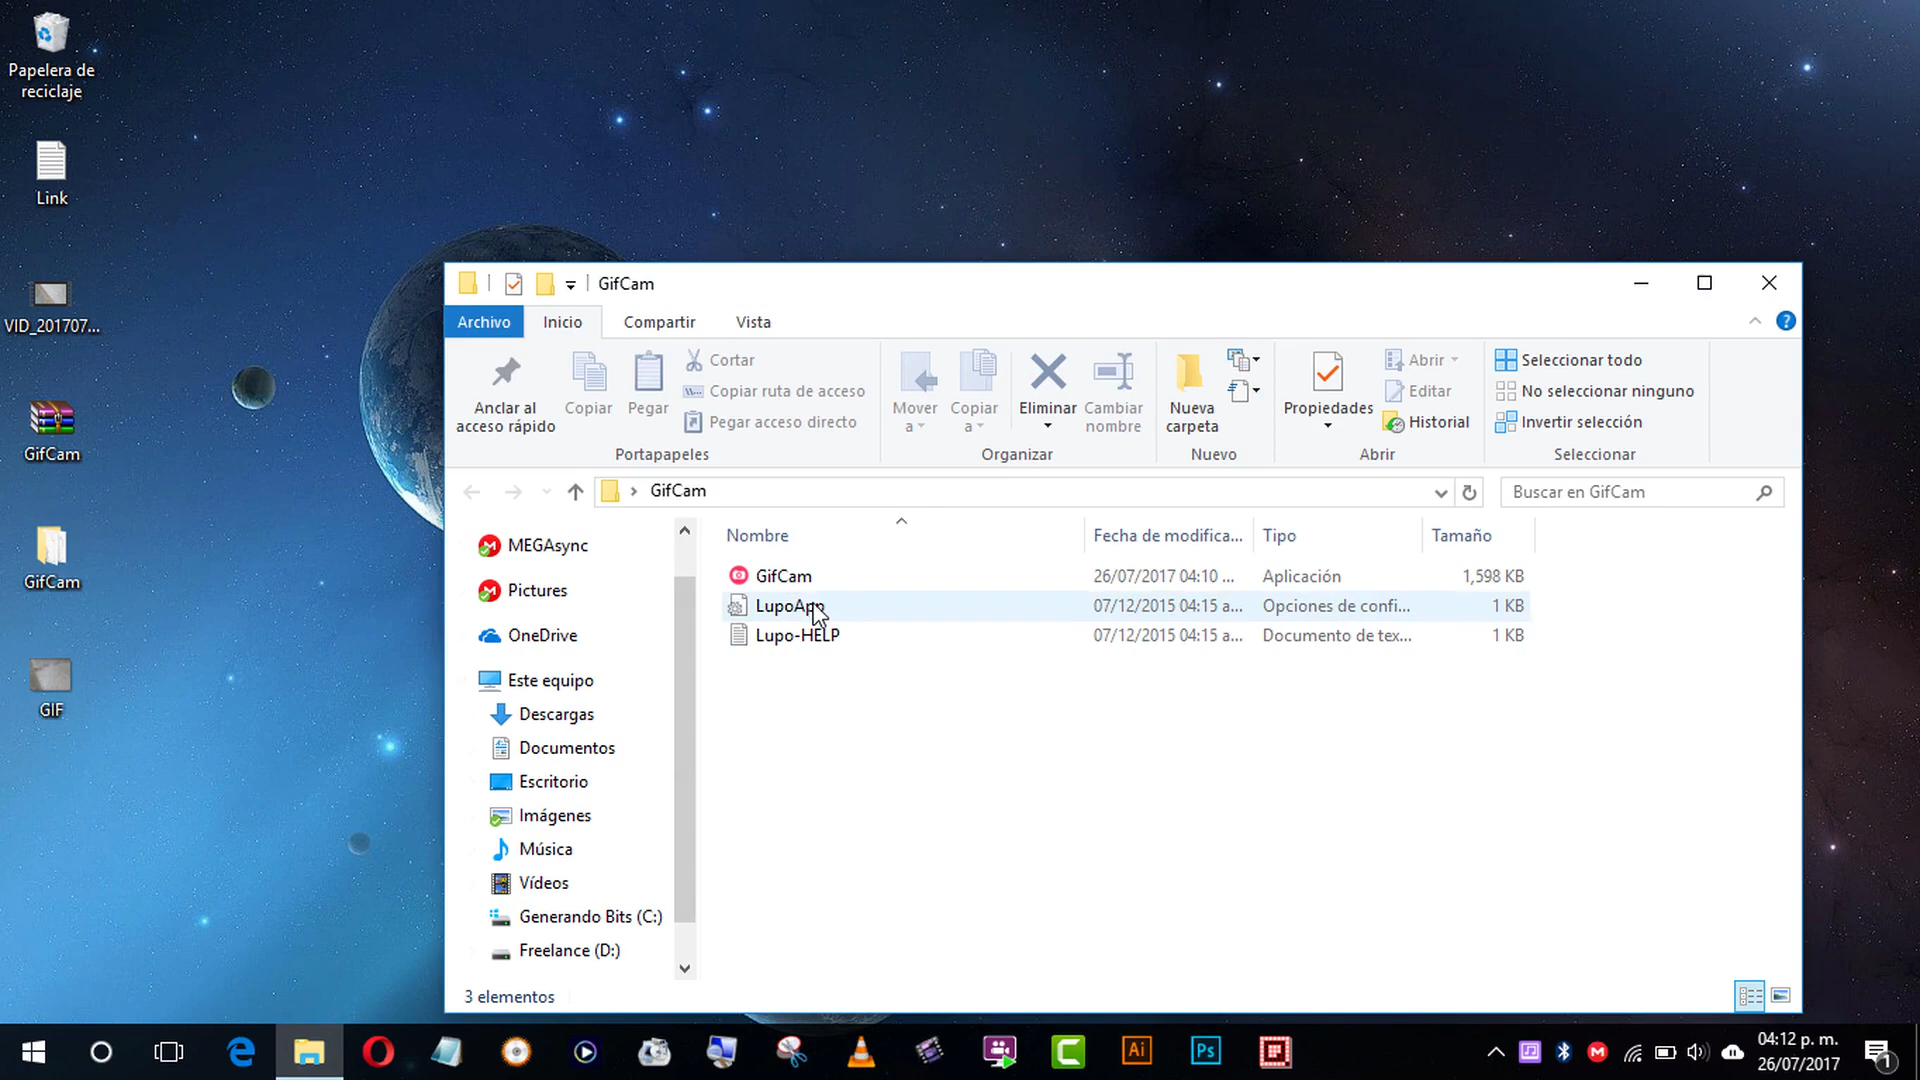 Papelera de
reciclaje
Link
VID_201707...
GifCam
GifCam
GIF
GifCam
Archivo
Inicio
Compartir
Vista
Anclar al
acceso rápido
Copiar
Pegar
Cortar
Copiar ruta de acceso
Pegar acceso directo
Portapapeles
Mover
a
Copiar
a
Eliminar
Cambiar
nombre
Organizar
Nueva
carpeta
Nuevo
Propiedades
Abrir
Editar
Historial
Abrir
Seleccionar todo
No seleccionar ninguno
Invertir selección
Seleccionar
GifCam
Buscar en GifCam
MEGAsync
Pictures
OneDrive
Este equipo
Descargas
Documentos
Escritorio
Imágenes
Música
Vídeos
Generando Bits (C:)
Freelance (D:)
Nombre Fecha de modifica... Tipo Tamaño
GifCam 26/07/2017 04:10 ... Aplicación 1,598 KB
LupoApp 07/12/2015 04:15 a... Opciones de confi... 1 KB
Lupo-HELP 07/12/2015 04:15 a... Documento de tex... 1 KB
3 elementos
Ai
Ps
04:12 p. m.
26/07/2017
1